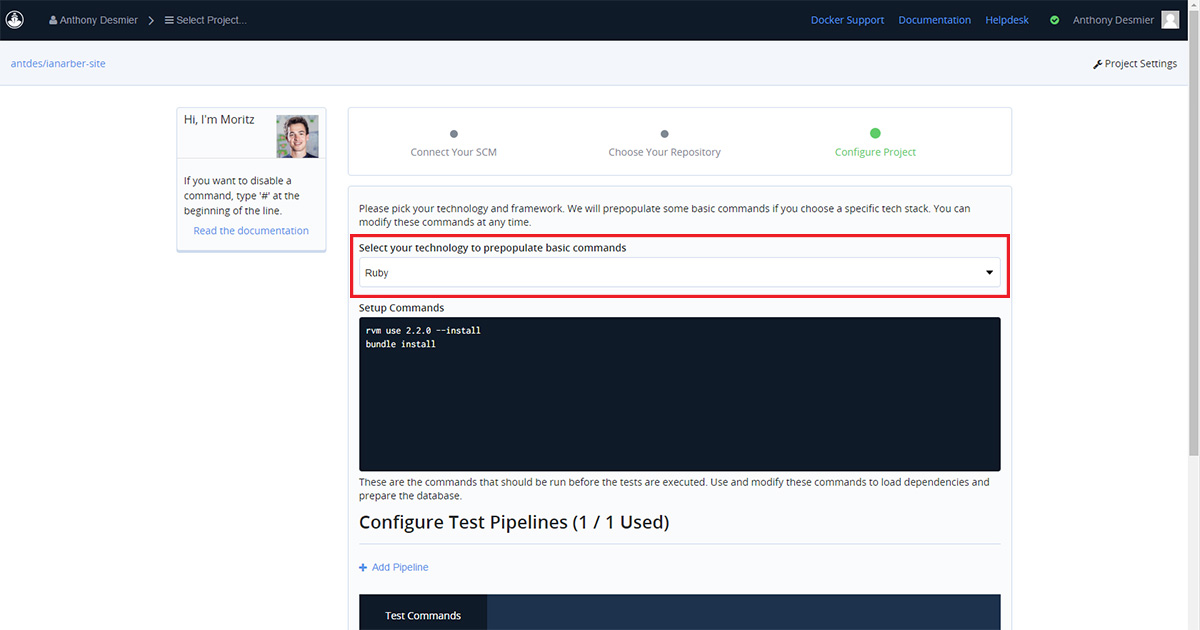 Anthony Desmier
Select Project...
Docker Support
Documentation
Helpdesk
Anthony Desmier
antdes/ianarber-site
Project Settings
Hi, I'm Moritz
If you want to disable a
command, type '#' at the
beginning of the line.
Read the documentation
Connect Your SCM
Choose Your Repository
Configure Project
Please pick your technology and framework. We will prepopulate some basic commands if you choose a specific tech stack. You can
modify these commands at any time.
Select your technology to prepopulate basic commands
Ruby
Setup Commands
rvm use 2.2.0 --install
bundle install
These are the commands that should be run before the tests are executed. Use and modify these commands to load dependencies and
prepare the database.
Configure Test Pipelines (1 / 1 Used)
Add Pipeline
Test Commands